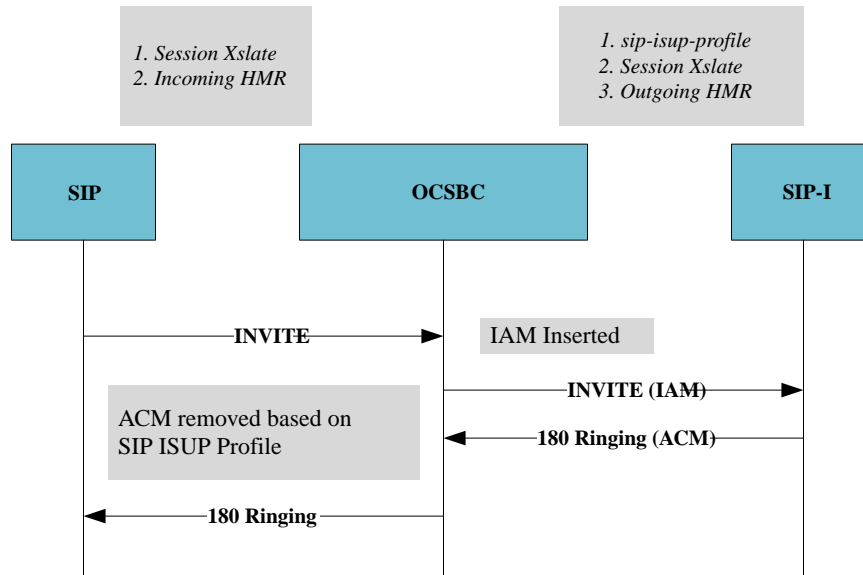 1. Session Xslate
2. Incoming HMR
1. sip-isup-profile
2. Session Xslate
3. Outgoing HMR
SIP
OCSBC
SIP-I
INVITE
IAM Inserted
INVITE (IAM)
ACM removed based on
SIP ISUP Profile
180 Ringing (ACM)
180 Ringing